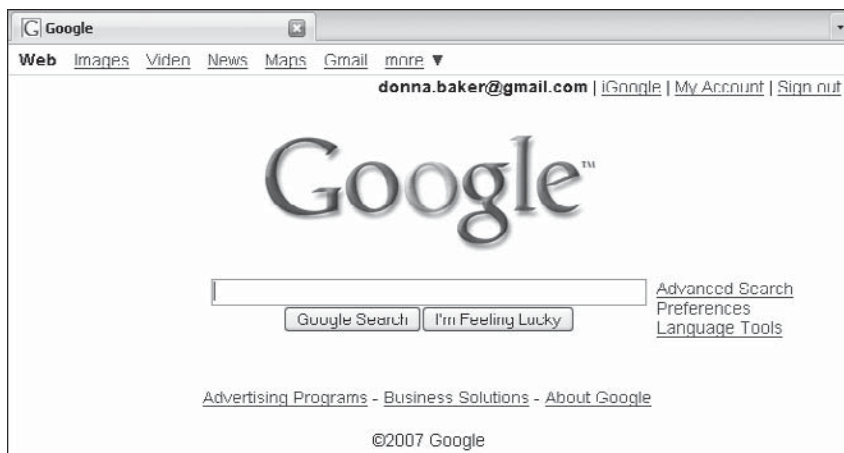 Google
Web Images Video News Maps Gmail more ▼
donna.baker@gmail.com | iGoogle | My Account | Sign out
Google™
Advanced Search
Google Search I'm Feeling Lucky Preferences
Language Tools
Advertising Programs - Business Solutions - About Google
©2007 Google